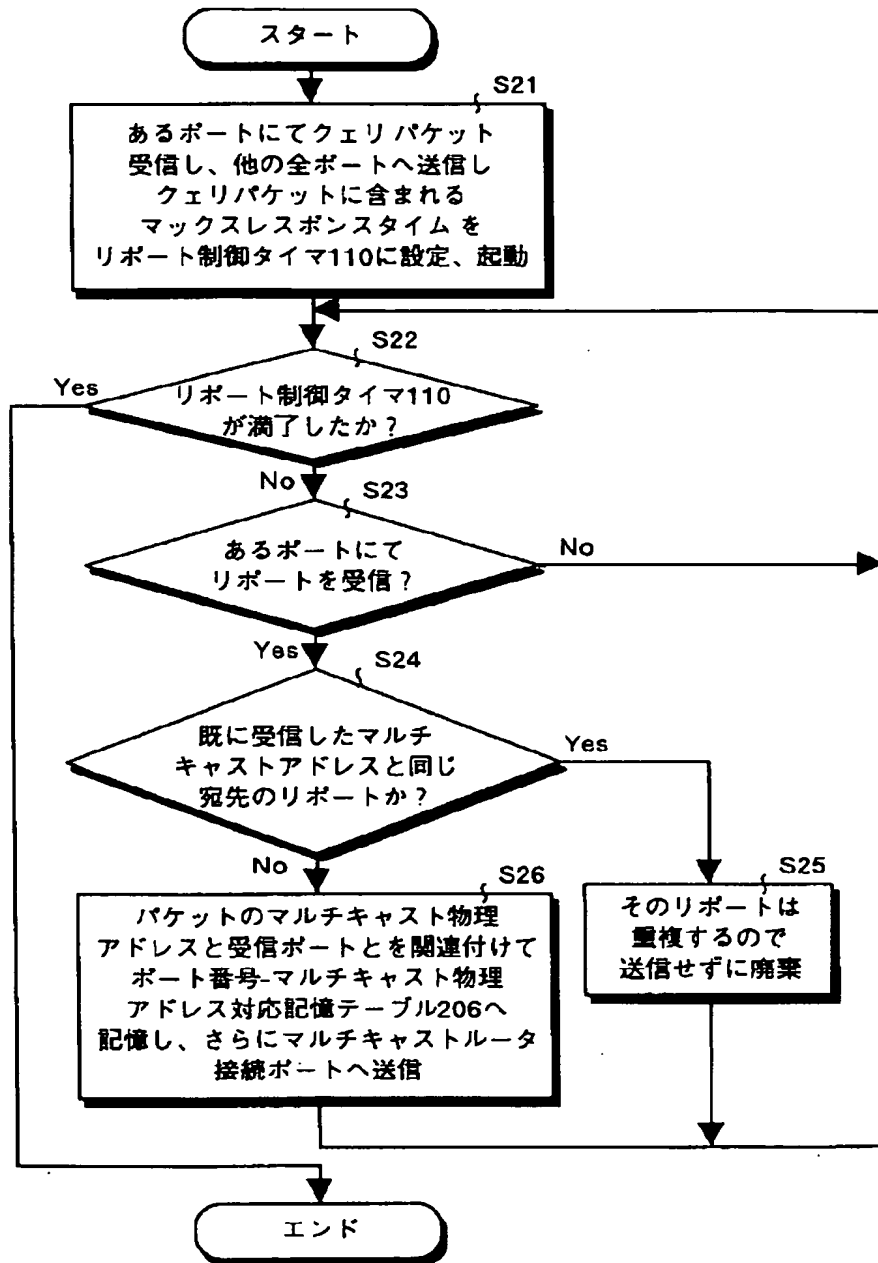 スタート
S21
あるポートにてクェリパケット
受信し、他の全ポートへ送信し
クェリパケットに含まれる
マックスレスポンスタイム を
リポート制御タイマ110に設定、起動
S22
Yes
リポート制御タイマ110
が満了したか?
No
S23
あるポートにて
リポートを受信?
No
Yes
S24
既に受信したマルチ
キャストアドレスと同じ
宛先のリポートか?
Yes
No
S26
パケットのマルチキャスト物理
アドレスと受信ポートとを関連付けて
ポート番号-マルチキャスト物理
アドレス対応記憶テーブル206へ
記憶し、さらにマルチキャストルータ
接続ポートへ送信
S25
そのリポートは
重複するので
送信せずに廃棄
エンド